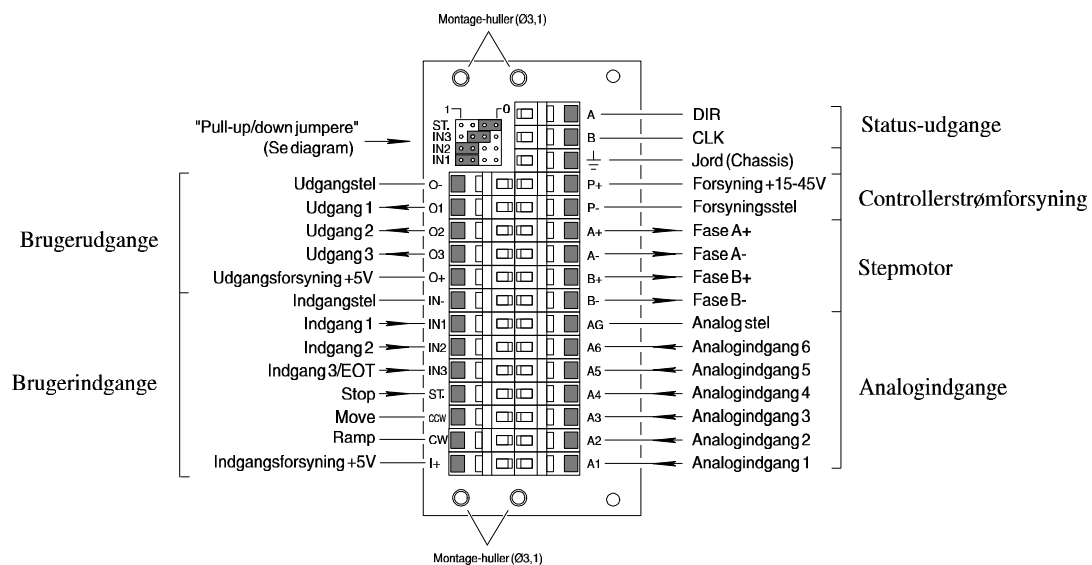 Montage-huller (Ø3,1)
1 0
"Pull-up/down jumpere"
(Se diagram)
ST.
IN3
IN2
IN1
Brugerudgange
Udgangstel O-
Udgang 1 O1
Udgang 2 O2
Udgang 3 O3
Udgangsforsyning +5V O+
Brugerindgange
Indgangstel IN-
Indgang 1 IN1
Indgang 2 IN2
Indgang 3/EOT IN3
Stop ST.
Move CCW
Ramp CW
Indgangsforsyning +5V I+
A DIR
B CLK
Status-udgange
Jord (Chassis)
P+ Forsyning +15-45V
P- Forsyningsstel
Controllerstrømforsyning
A+ Fase A+
A- Fase A-
B+ Fase B+
B- Fase B-
Stepmotor
AG Analog stel
A6 Analogindgang 6
A5 Analogindgang 5
A4 Analogindgang 4
A3 Analogindgang 3
A2 Analogindgang 2
A1 Analogindgang 1
Analogindgange
Montage-huller (Ø3,1)